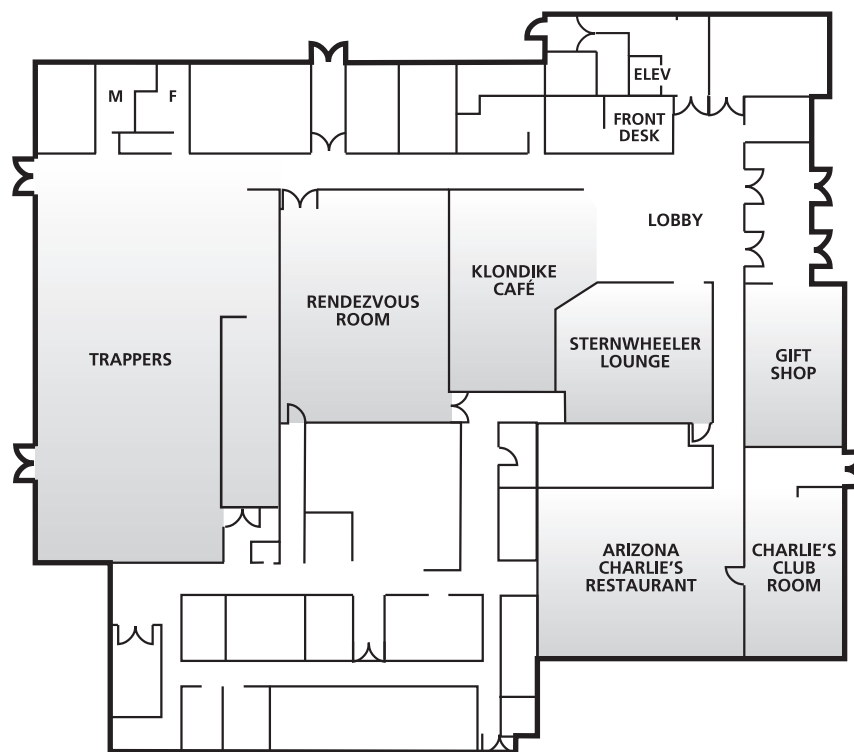 ELEV
M F
FRONT
DESK
LOBBY
KLONDIKE
CAFÉ
RENDEZVOUS
ROOM
STERNWHEELER
LOUNGE
TRAPPERS
GIFT
SHOP
ARIZONA
CHARLIE'S
RESTAURANT
CHARLIE'S
CLUB
ROOM